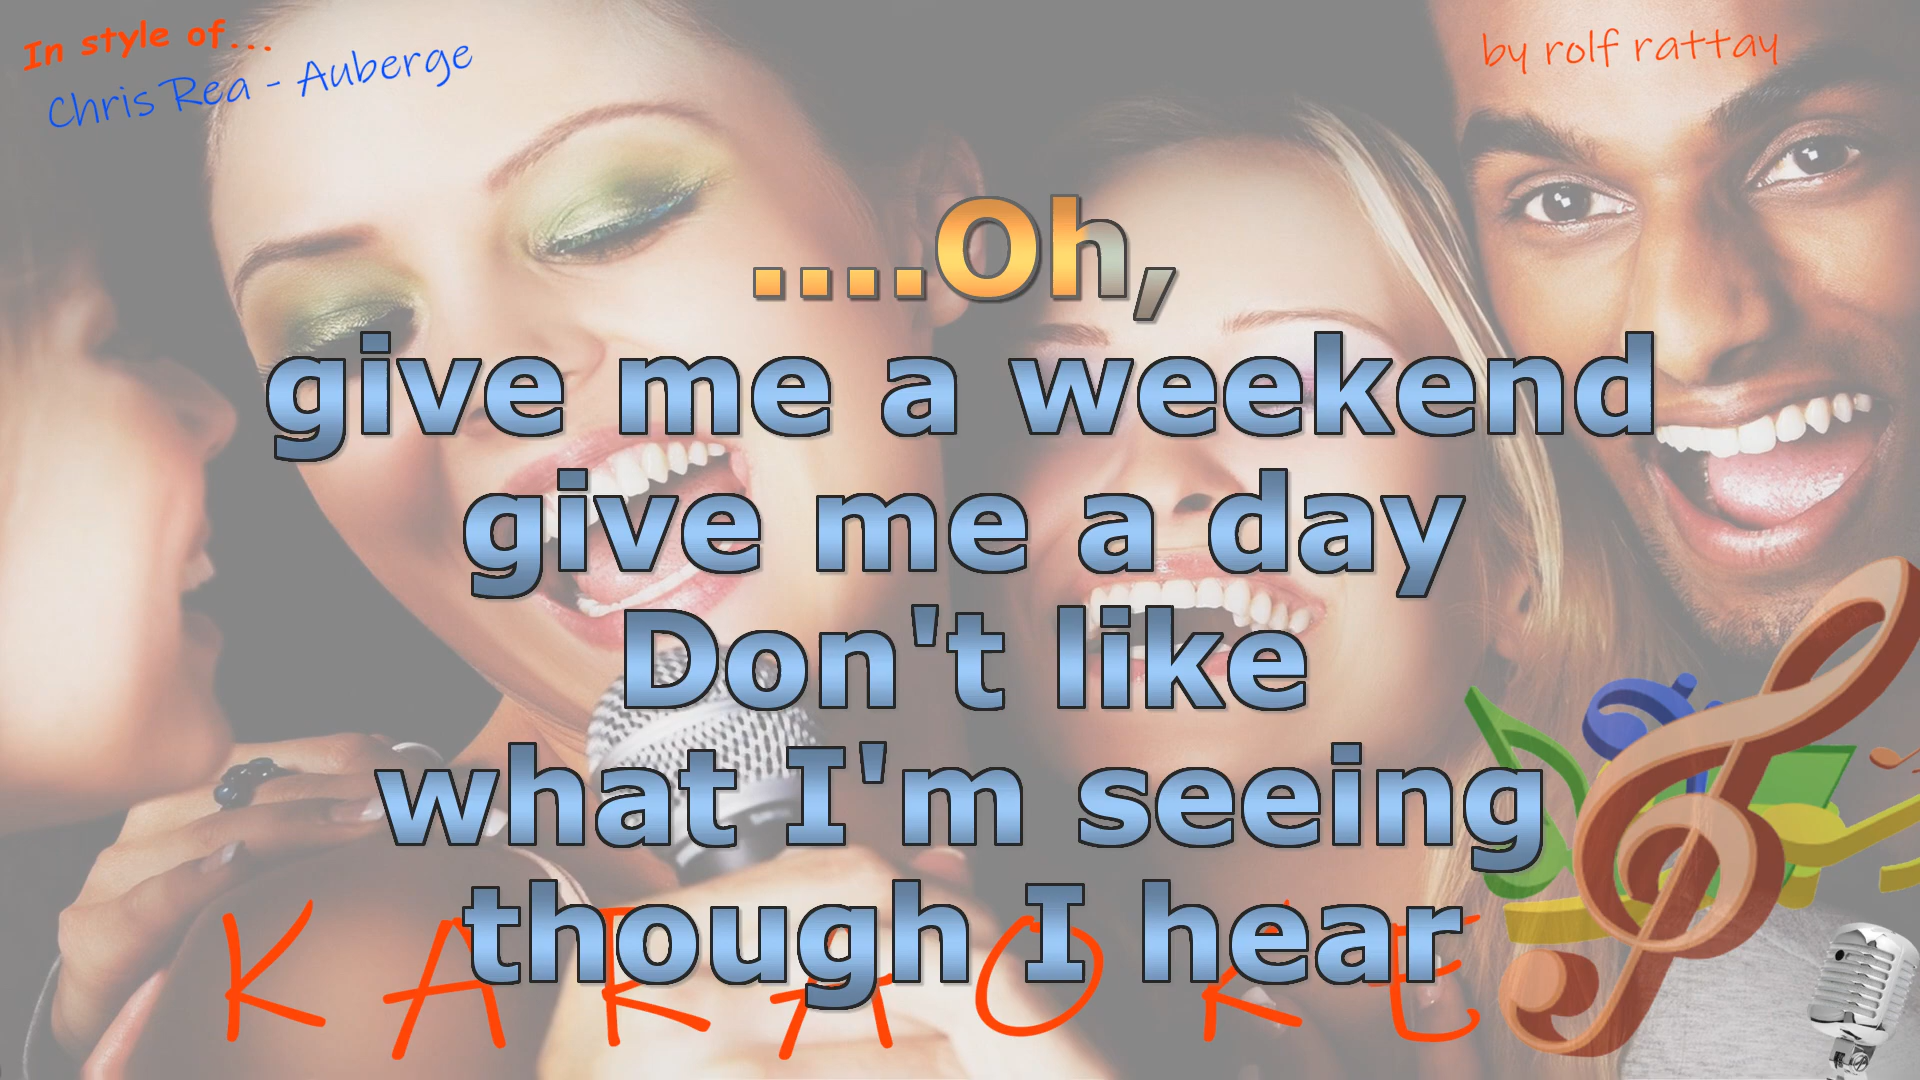 In style of...
Chris Rea - Auberge
by rolf rattay
....Oh,
give me a weekend
give me a day
Don't like
what I'm seeing
though I hear
KARAOKE